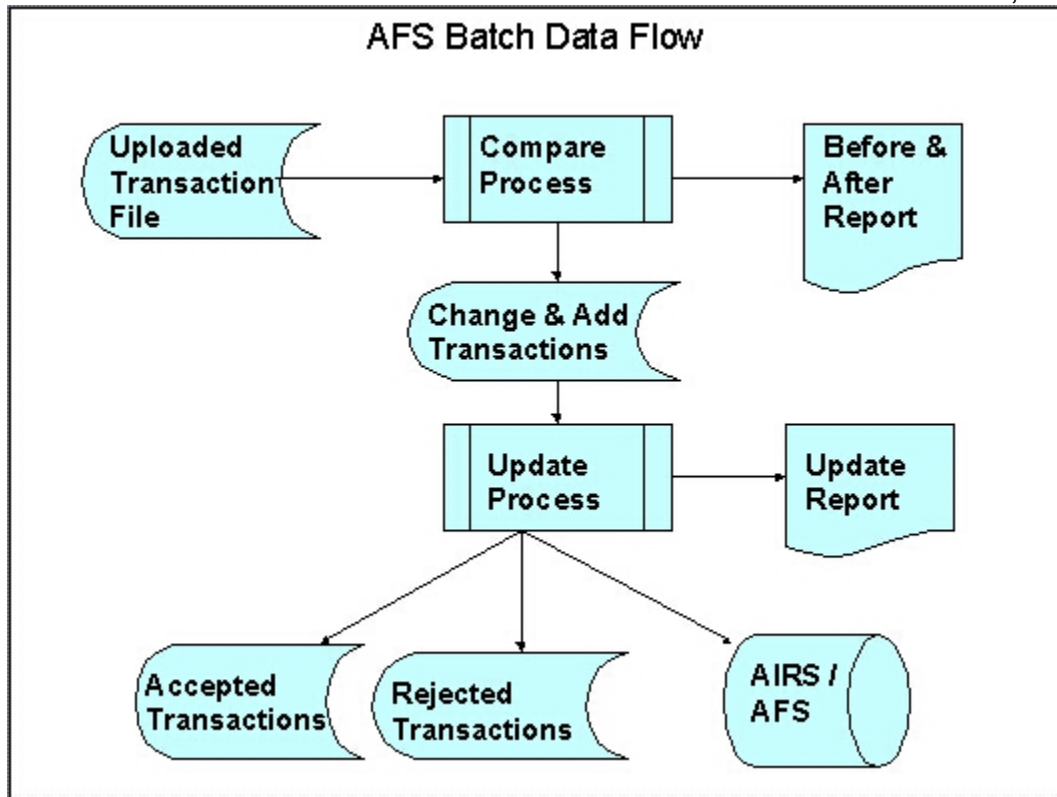 AFS Batch Data Flow
Uploaded
Transaction
File
Compare
Process
Before &
After
Report
Change & Add
Transactions
Update
Process
Update
Report
Accepted
Transactions
Rejected
Transactions
AIRS /
AFS